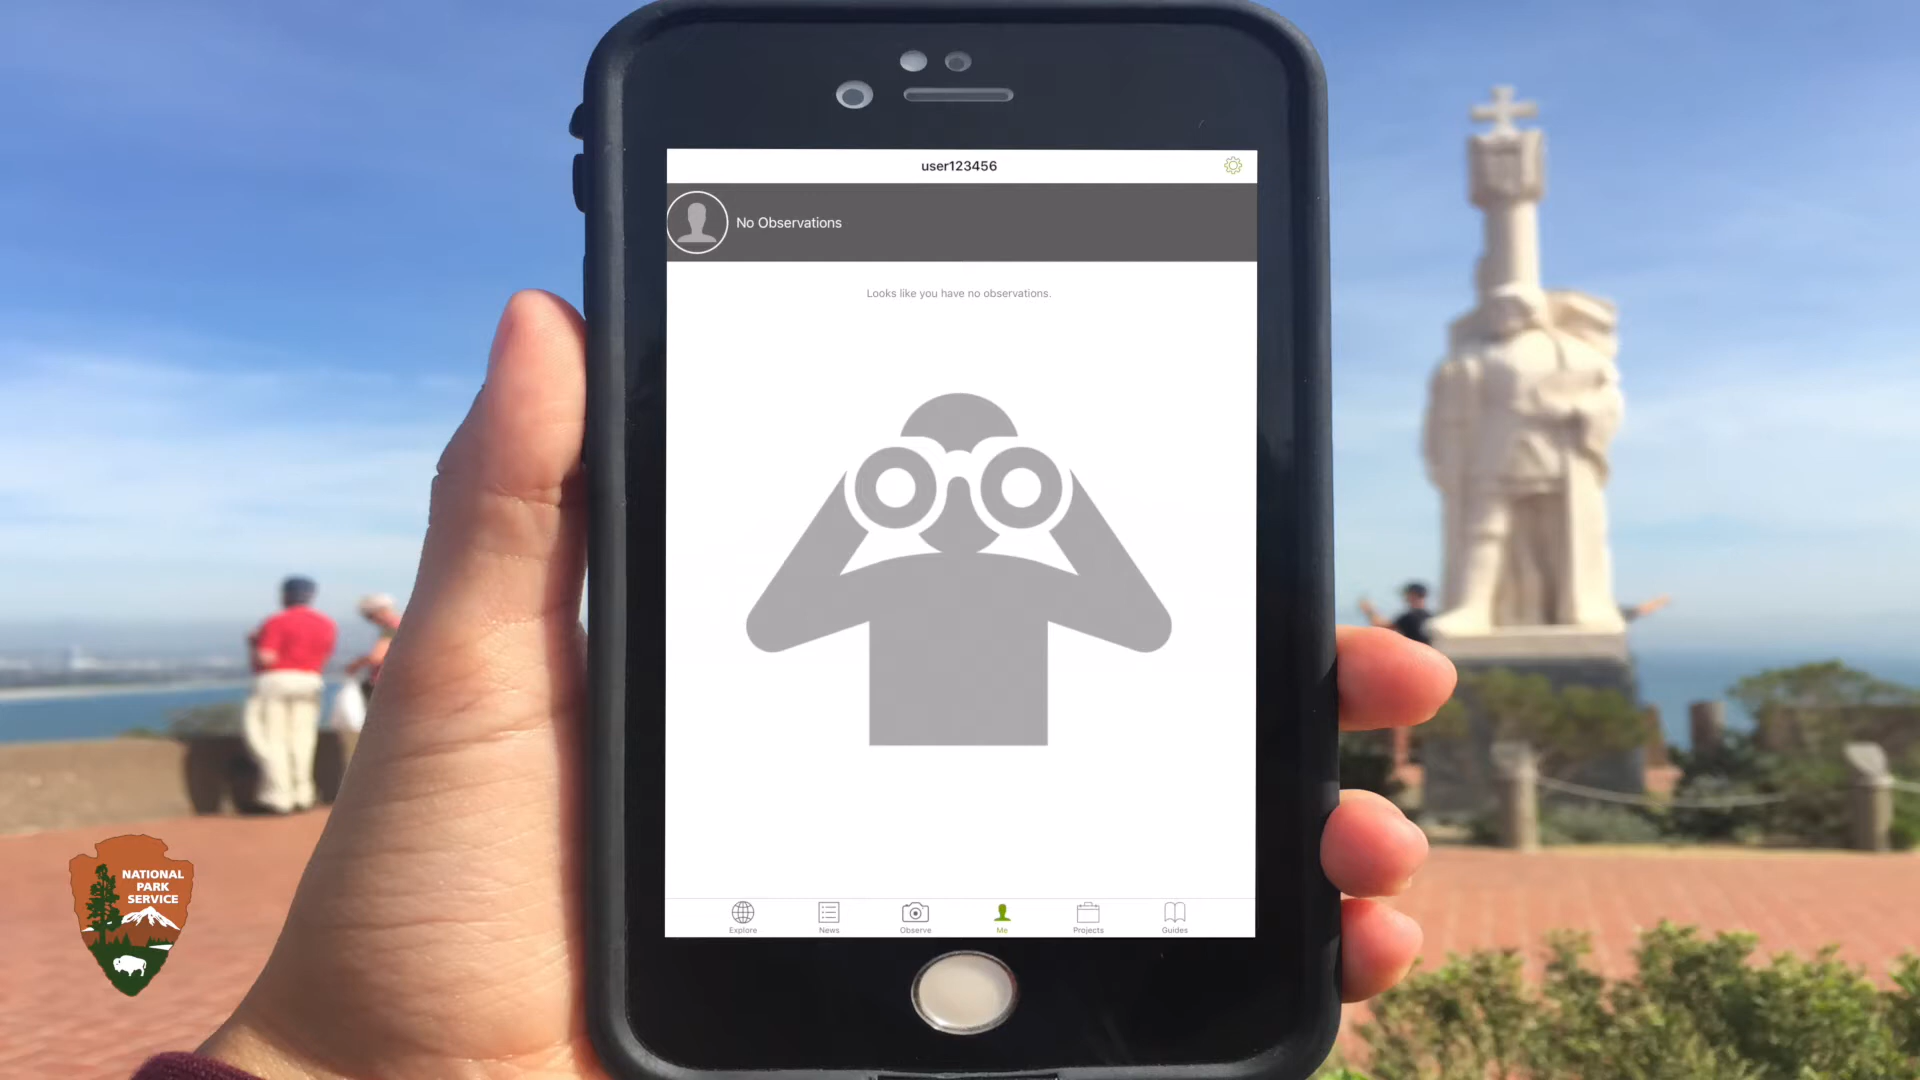 user123456
No Observations
Looks like you have no observations.
Explore
News
Observe
Me
Projects
Guides
NATIONAL
PARK
SERVICE